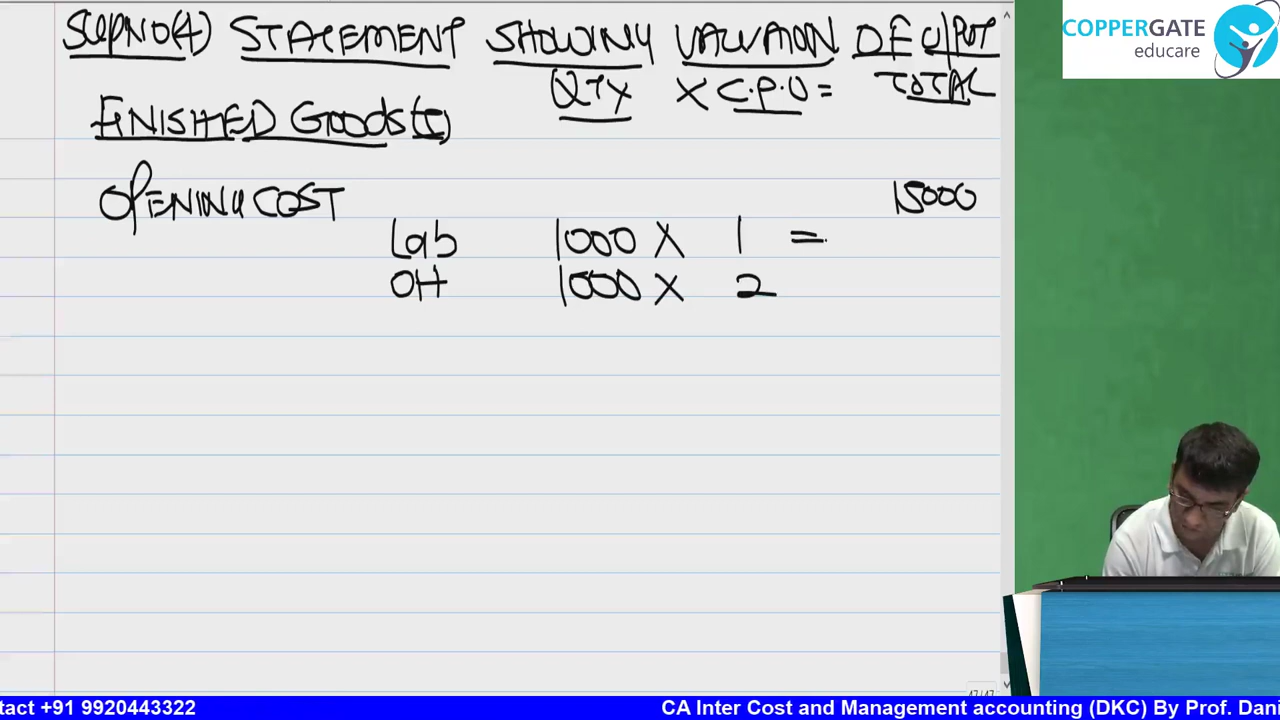 STEP NO(4) STATEMENT SHOWING VALUATION OF O/PUT
QTY X C.P.U = TOTAL
FINISHED GOODS(I)
OPENING COST 15000
Lab 1000 X 1 =
OH 1000 X 2
COPPERGATE
educare
ntact +91 9920443322 CA Inter Cost and Management accounting (DKC) By Prof. Dani